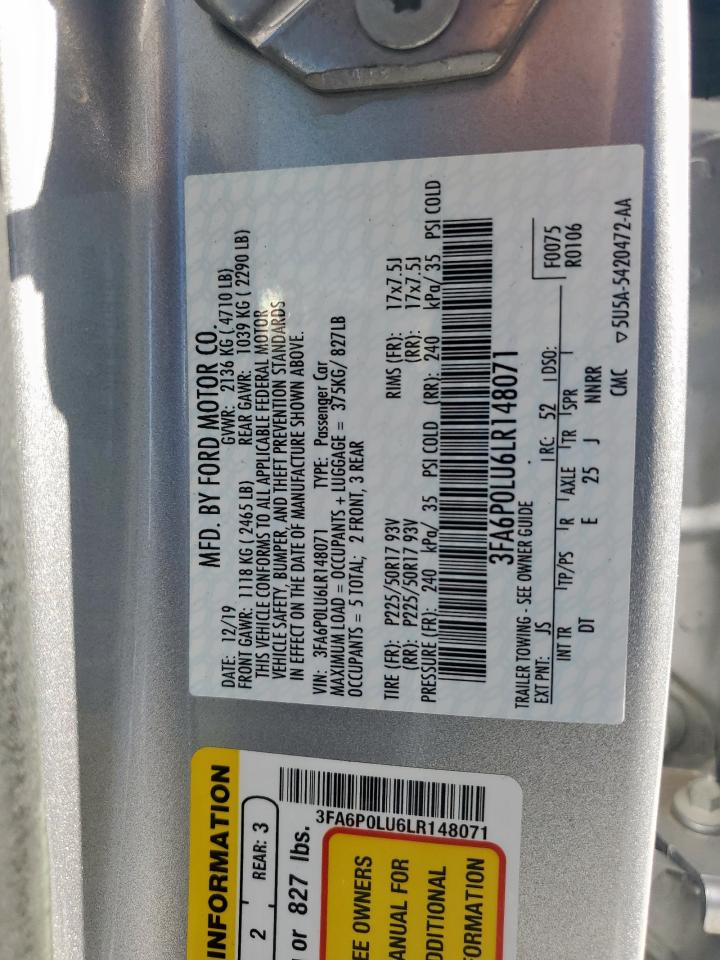 MFD. BY FORD MOTOR CO.
DATE: 12/19 GVWR: 2136 KG (4710 LB)
FRONT GAWR: 1118 KG (2465 LB) REAR GAWR: 1039 KG (2290 LB)
THIS VEHICLE CONFORMS TO ALL APPLICABLE FEDERAL MOTOR
VEHICLE SAFETY, BUMPER, AND THEFT PREVENTION STANDARDS
IN EFFECT ON THE DATE OF MANUFACTURE SHOWN ABOVE.
VIN: 3FA6P0LU6LR148071 TYPE: Passenger Car
MAXIMUM LOAD = OCCUPANTS + LUGGAGE = 375KG/ 827LB
OCCUPANTS = 5 TOTAL; 2 FRONT, 3 REAR
TIRE (FR): P225/50R17 93V RIMS (FR): 17x7.5J
(RR): P225/50R17 93V (RR): 17x7.5J
PRESSURE (FR): 240 kPa/ 35 PSI COLD (RR): 240 kPa/ 35 PSI COLD
3FA6P0LU6LR148071
TRAILER TOWING - SEE OWNER GUIDE
F0075
EXT PNT: JS RC: 52 DSO: R0106
INT TR TP/PS R AXLE TR SPR
DT E 25 J NNRR
CMC ▽5U5A-5420472-AA
INFORMATION
2 REAR: 3
3FA6P0LU6LR148071
or 827 lbs.
OWNERS
FOR